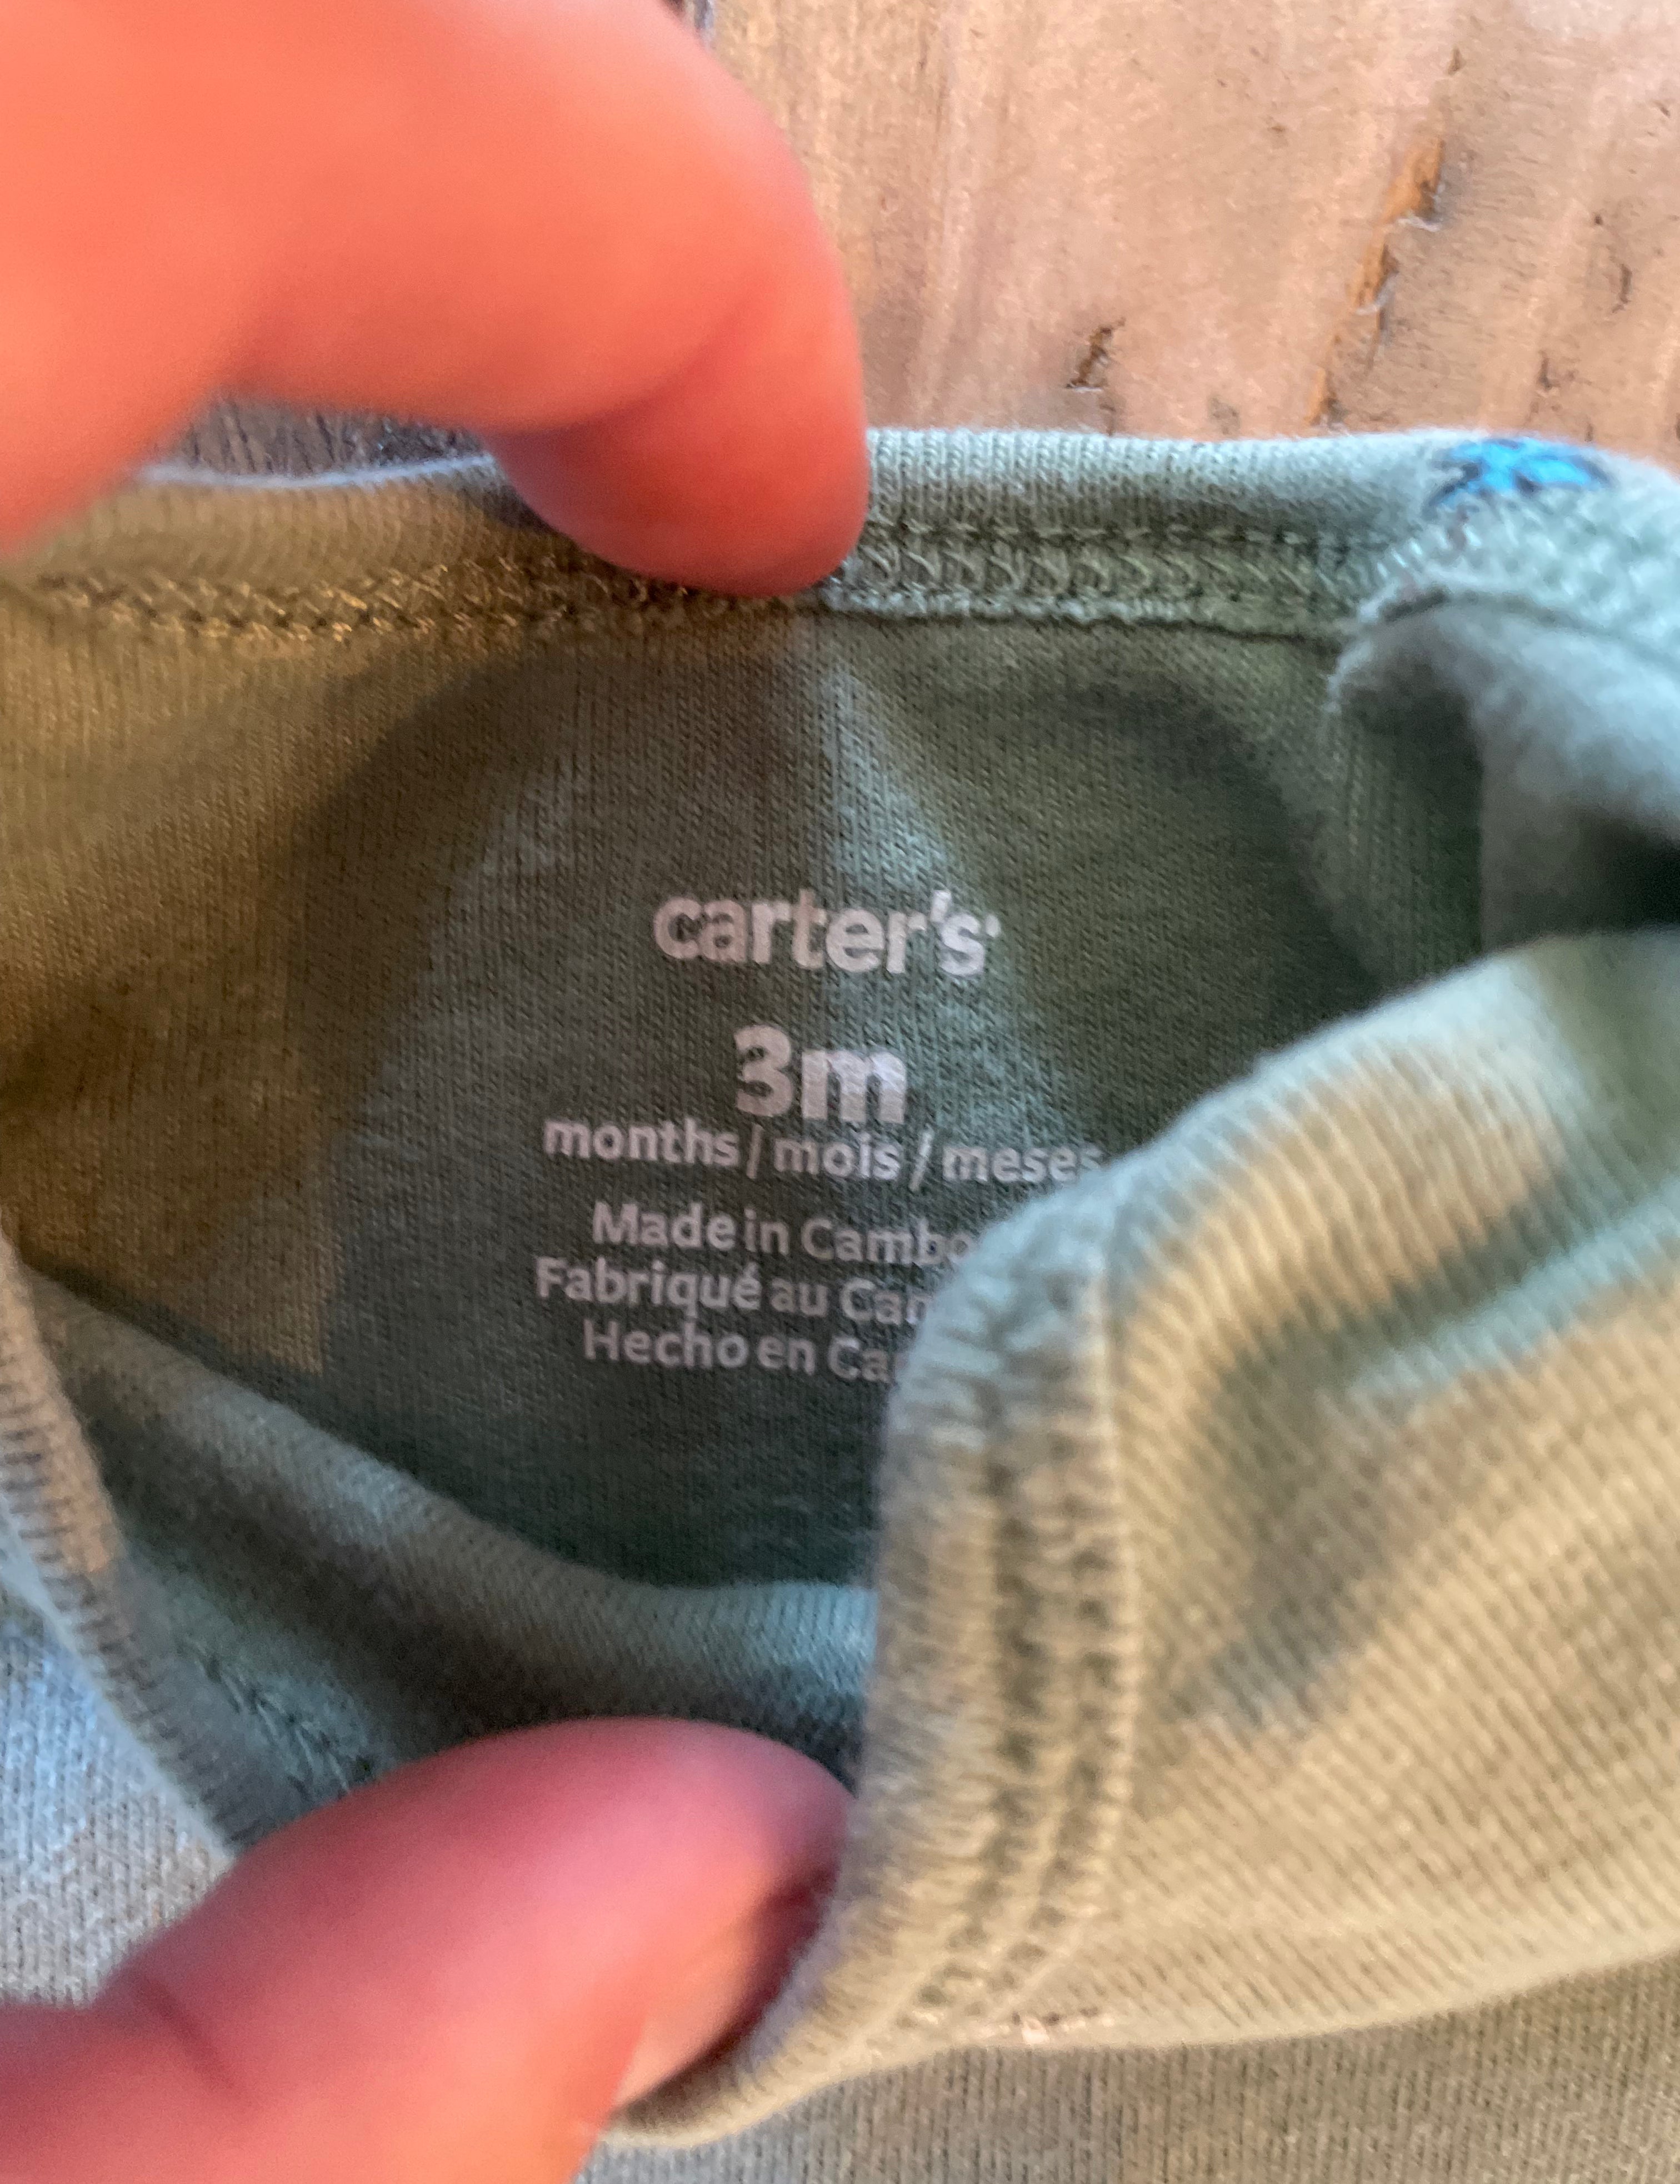 carter's
3m
months / mois / meses
Made in
Fabriqué au
Hecho en